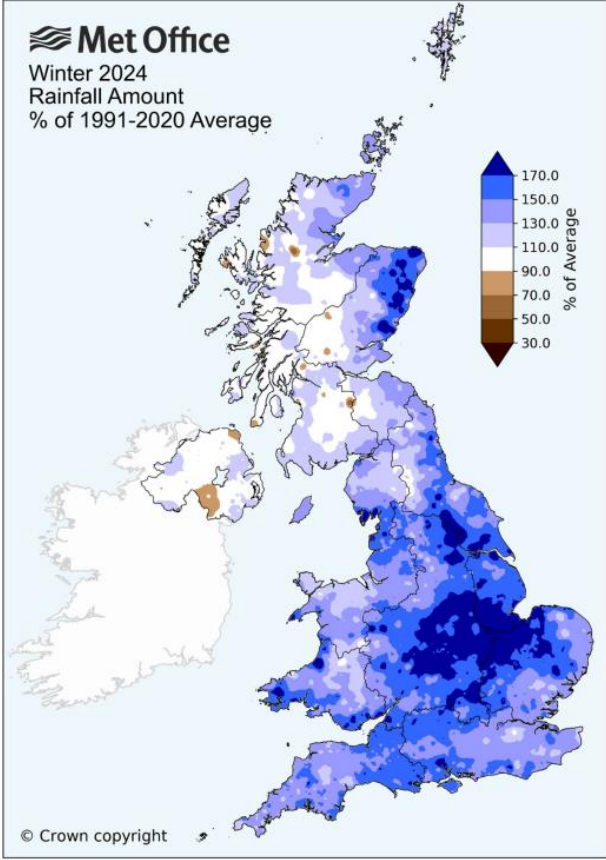 Met Office
Winter 2024
Rainfall Amount
% of 1991-2020 Average
170.0
150.0
130.0
110.0
90.0
70.0
50.0
30.0
% of Average
© Crown copyright